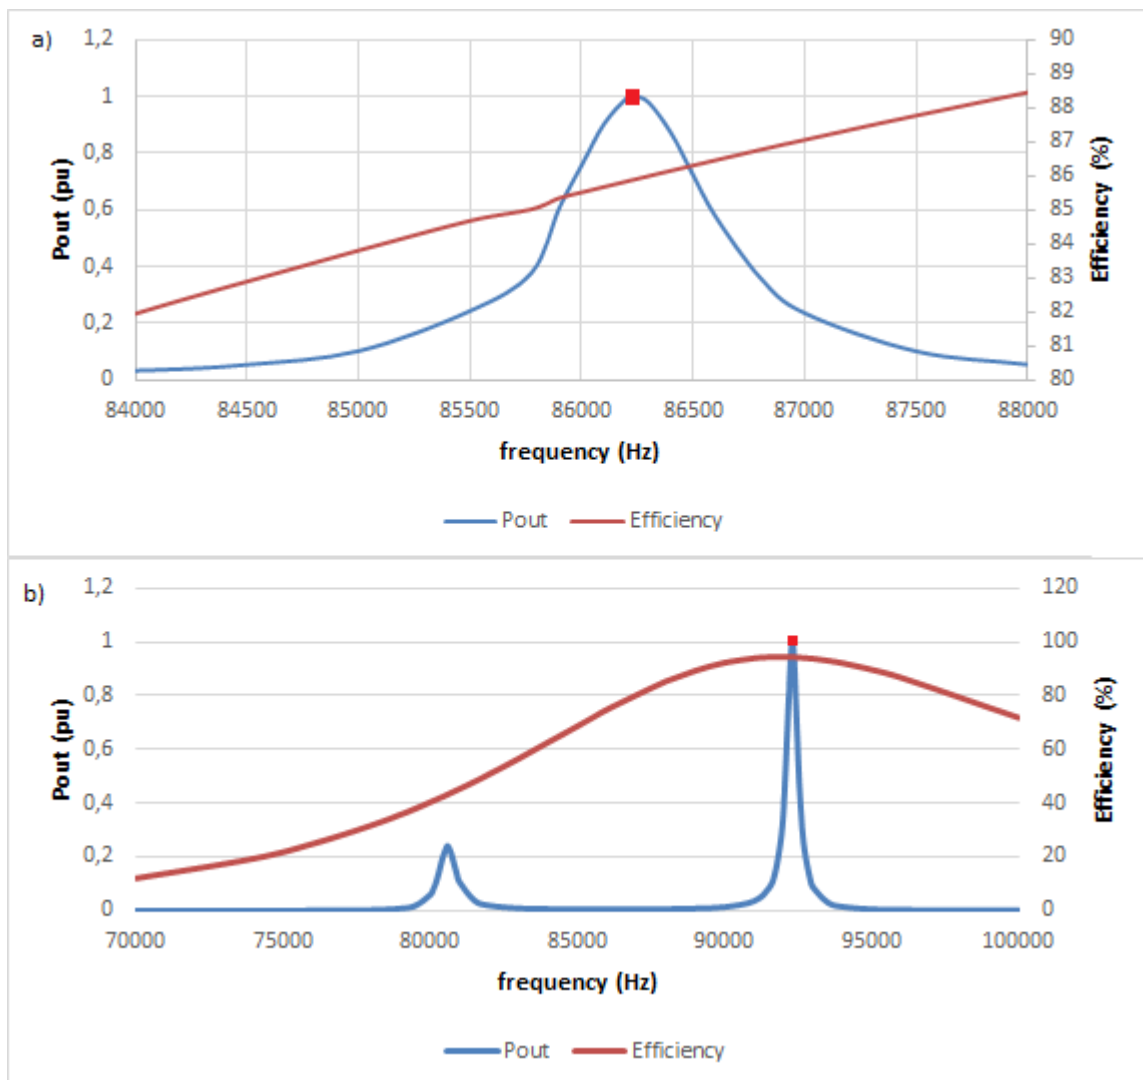 a)
1,2
1
0,8
0,6
0,4
0,2
0
Pout (pu)
90
89
88
87
86
85
84
83
82
81
80
Efficiency (%)
84000 84500 85000 85500 86000 86500 87000 87500 88000
frequency (Hz)
Pout Efficiency
b)
1,2
1
0,8
0,6
0,4
0,2
0
Pout (pu)
120
100
80
60
40
20
0
Efficiency (%)
70000 75000 80000 85000 90000 95000 100000
frequency (Hz)
Pout Efficiency